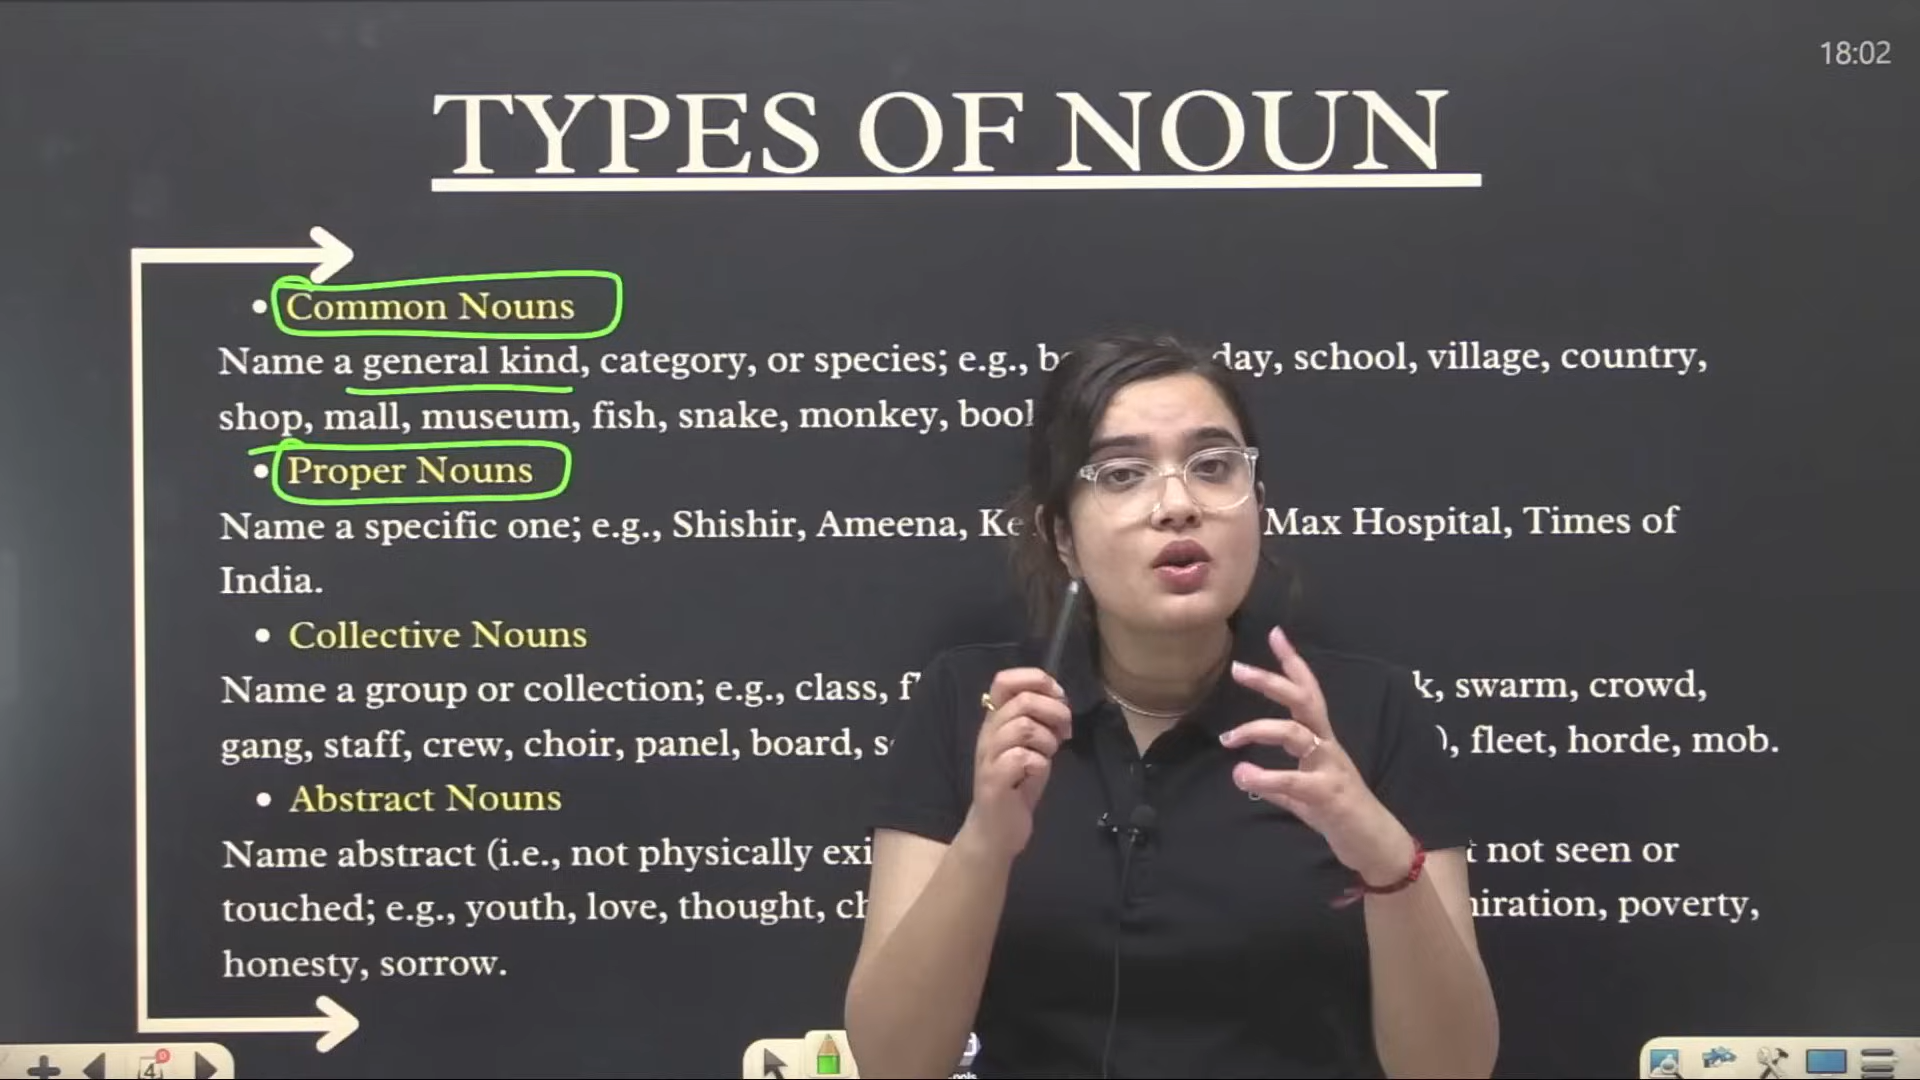 18:02
TYPES OF NOUN
• Common Nouns
Name a general kind, category, or species; e.g., day, school, village, country,
shop, mall, museum, fish, snake, monkey,
• Proper Nouns
Name a specific one; e.g., Shishir, Ameena, Max Hospital, Times of
India.
• Collective Nouns
Name a group or collection; e.g., class, swarm, crowd,
gang, staff, crew, choir, panel, board, fleet, horde, mob.
• Abstract Nouns
Name abstract (i.e., not physically not seen or
touched; e.g., youth, love, thought, poverty,
honesty, sorrow.
4
0